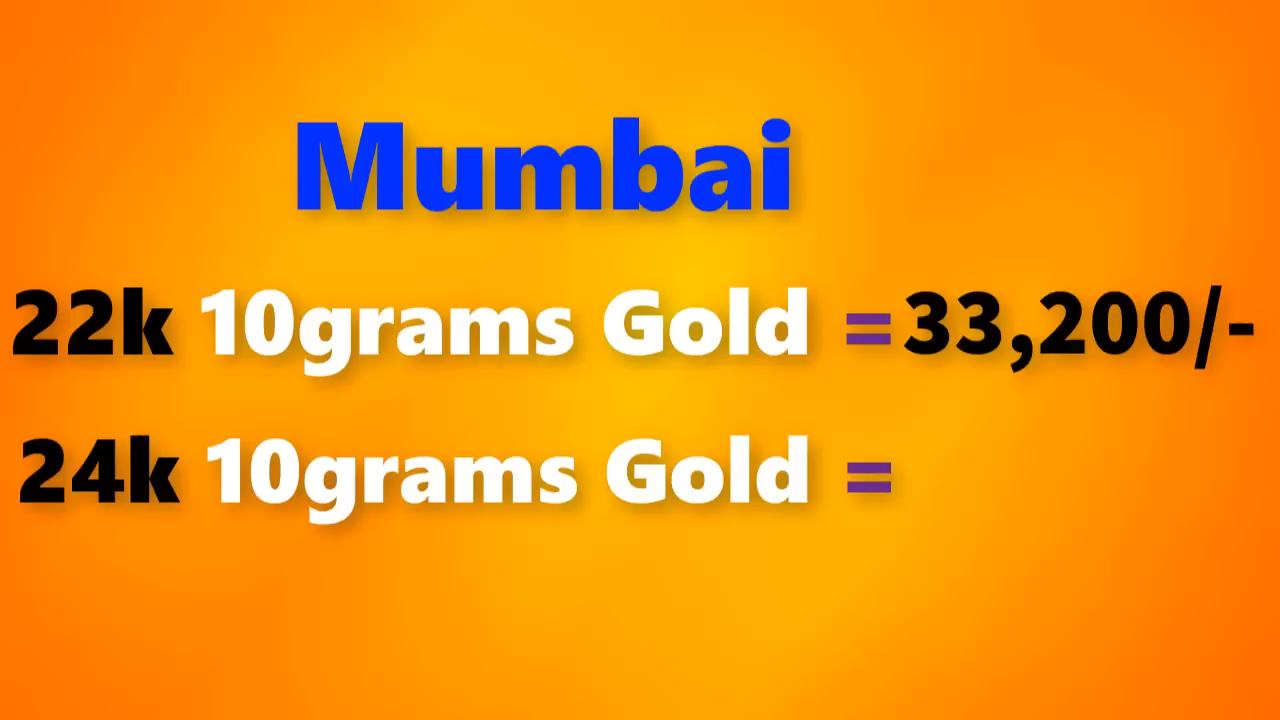 Mumbai
22k 10grams Gold =33,200/-
24k 10grams Gold =